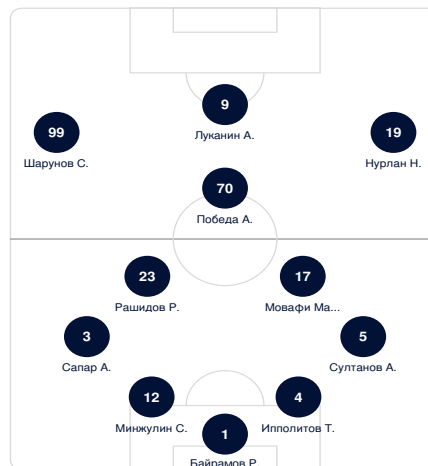 9
Луканин А.
99
Шарунов С.
19
Нурлан Н.
70
Победа А.
23
Рашидов Р.
17
Мовафи Ма...
3
Сапар А.
5
Султанов А.
12
Минжулин С.
4
Ипполитов Т.
1
Байрамов Р.